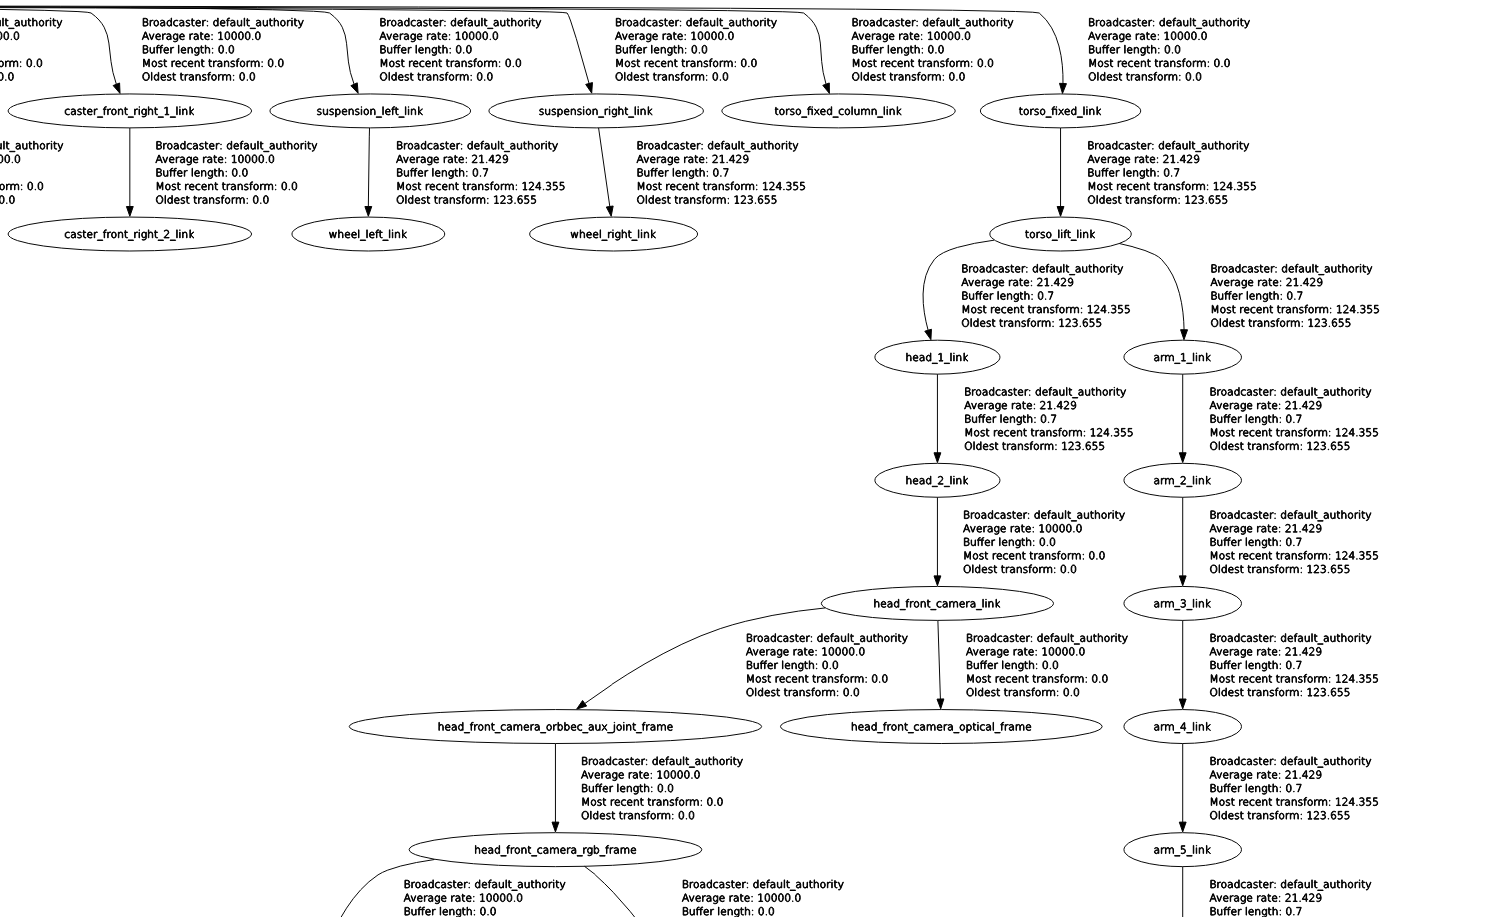 ult_authority
00.0
orm: 0.0
0.0
Broadcaster: default_authority
Average rate: 10000.0
Buffer length: 0.0
Most recent transform: 0.0
Oldest transform: 0.0
Broadcaster: default_authority
Average rate: 10000.0
Buffer length: 0.0
Most recent transform: 0.0
Oldest transform: 0.0
Broadcaster: default_authority
Average rate: 10000.0
Buffer length: 0.0
Most recent transform: 0.0
Oldest transform: 0.0
Broadcaster: default_authority
Average rate: 10000.0
Buffer length: 0.0
Most recent transform: 0.0
Oldest transform: 0.0
Broadcaster: default_authority
Average rate: 10000.0
Buffer length: 0.0
Most recent transform: 0.0
Oldest transform: 0.0
caster_front_right_1_link
suspension_left_link
suspension_right_link
torso_fixed_column_link
torso_fixed_link
ult_authority
00.0
orm: 0.0
0.0
Broadcaster: default_authority
Average rate: 10000.0
Buffer length: 0.0
Most recent transform: 0.0
Oldest transform: 0.0
Broadcaster: default_authority
Average rate: 21.429
Buffer length: 0.7
Most recent transform: 124.355
Oldest transform: 123.655
Broadcaster: default_authority
Average rate: 21.429
Buffer length: 0.7
Most recent transform: 124.355
Oldest transform: 123.655
Broadcaster: default_authority
Average rate: 21.429
Buffer length: 0.7
Most recent transform: 124.355
Oldest transform: 123.655
caster_front_right_2_link
wheel_left_link
wheel_right_link
torso_lift_link
Broadcaster: default_authority
Average rate: 21.429
Buffer length: 0.7
Most recent transform: 124.355
Oldest transform: 123.655
Broadcaster: default_authority
Average rate: 21.429
Buffer length: 0.7
Most recent transform: 124.355
Oldest transform: 123.655
head_1_link
arm_1_link
Broadcaster: default_authority
Average rate: 21.429
Buffer length: 0.7
Most recent transform: 124.355
Oldest transform: 123.655
Broadcaster: default_authority
Average rate: 21.429
Buffer length: 0.7
Most recent transform: 124.355
Oldest transform: 123.655
head_2_link
arm_2_link
Broadcaster: default_authority
Average rate: 10000.0
Buffer length: 0.0
Most recent transform: 0.0
Oldest transform: 0.0
Broadcaster: default_authority
Average rate: 21.429
Buffer length: 0.7
Most recent transform: 124.355
Oldest transform: 123.655
head_front_camera_link
arm_3_link
Broadcaster: default_authority
Average rate: 10000.0
Buffer length: 0.0
Most recent transform: 0.0
Oldest transform: 0.0
Broadcaster: default_authority
Average rate: 10000.0
Buffer length: 0.0
Most recent transform: 0.0
Oldest transform: 0.0
Broadcaster: default_authority
Average rate: 21.429
Buffer length: 0.7
Most recent transform: 124.355
Oldest transform: 123.655
head_front_camera_orbbec_aux_joint_frame
head_front_camera_optical_frame
arm_4_link
Broadcaster: default_authority
Average rate: 10000.0
Buffer length: 0.0
Most recent transform: 0.0
Oldest transform: 0.0
Broadcaster: default_authority
Average rate: 21.429
Buffer length: 0.7
Most recent transform: 124.355
Oldest transform: 123.655
head_front_camera_rgb_frame
arm_5_link
Broadcaster: default_authority
Average rate: 10000.0
Buffer length: 0.0
Broadcaster: default_authority
Average rate: 10000.0
Buffer length: 0.0
Broadcaster: default_authority
Average rate: 21.429
Buffer length: 0.7